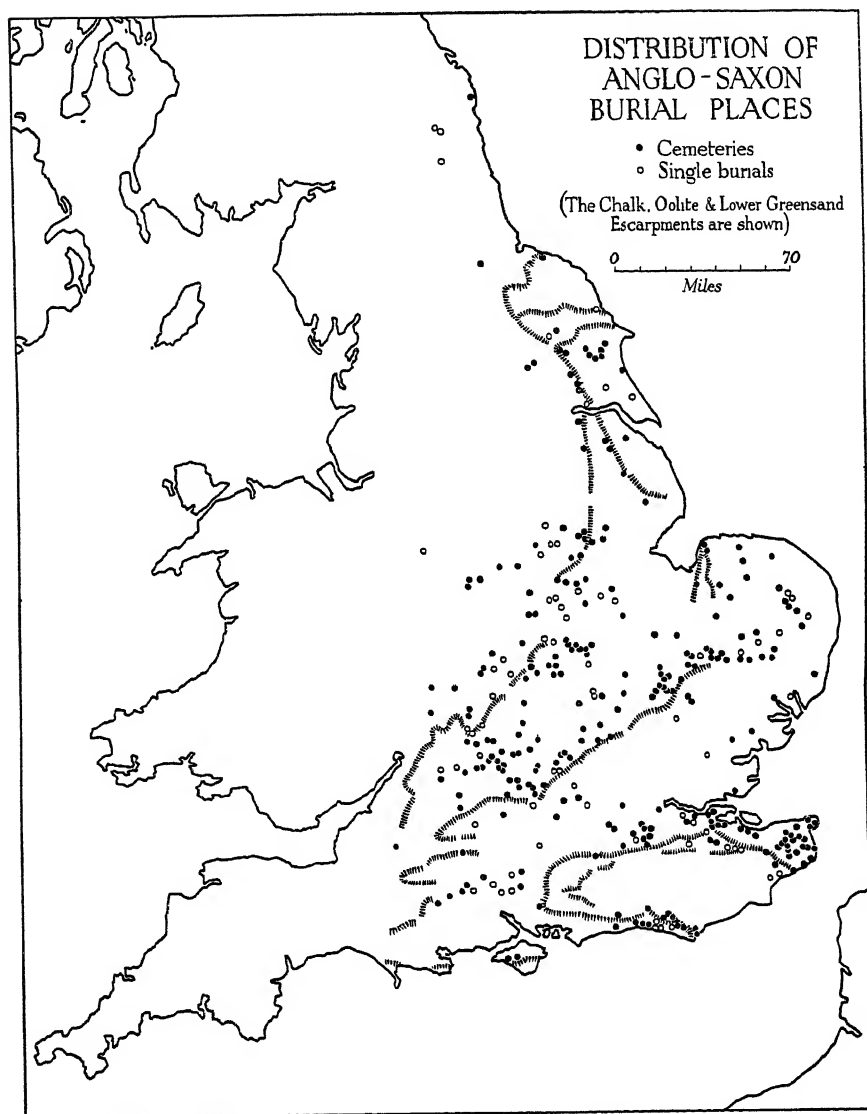 DISTRIBUTION OF
ANGLO-SAXON
BURIAL PLACES
Cemeteries
Single burials
(The Chalk, Oolite & Lower Greensand
Escarpments are shown)
0 70
Miles